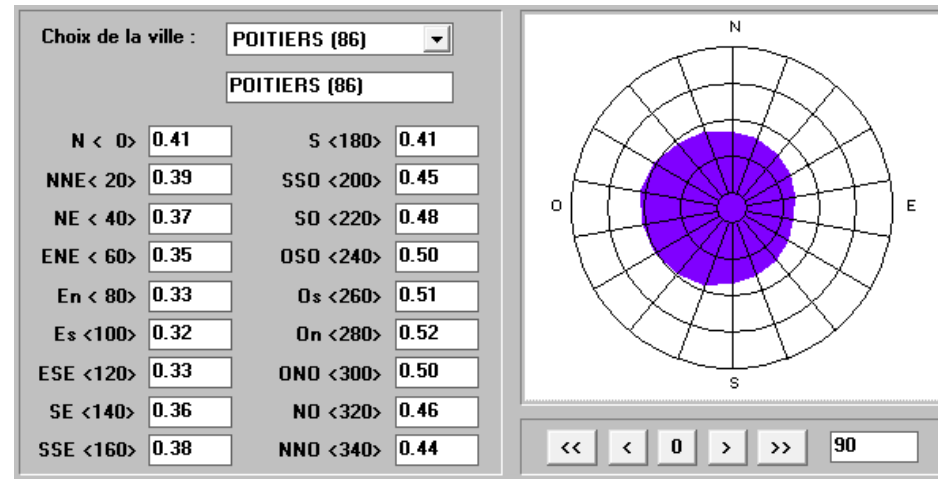 Choix de la ville : POITIERS (86)
POITIERS (86)
N < 0> 0.41 S <180> 0.41
NNE< 20> 0.39 SSO <200> 0.45
NE < 40> 0.37 SO <220> 0.48
ENE < 60> 0.35 OSO <240> 0.50
En < 80> 0.33 Os <260> 0.51
Es <100> 0.32 On <280> 0.52
ESE <120> 0.33 ONO <300> 0.50
SE <140> 0.36 NO <320> 0.46
SSE <160> 0.38 NNO <340> 0.44
N
O E
S
<< < 0 > >> 90